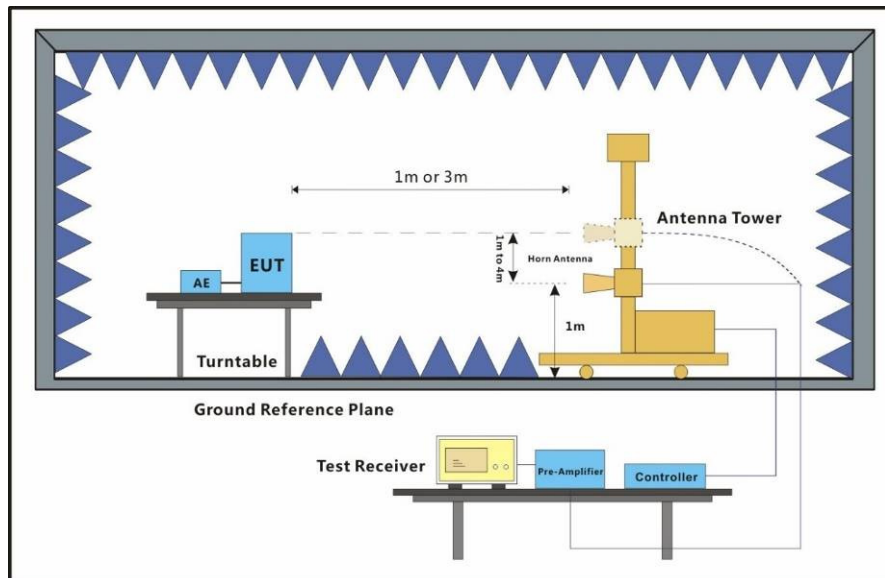 1m or 3m
Antenna Tower
1m to 4m
Horn Antenna
EUT
AE
1m
Turntable
Ground Reference Plane
Test Receiver
Pre-Amplifier
Controller